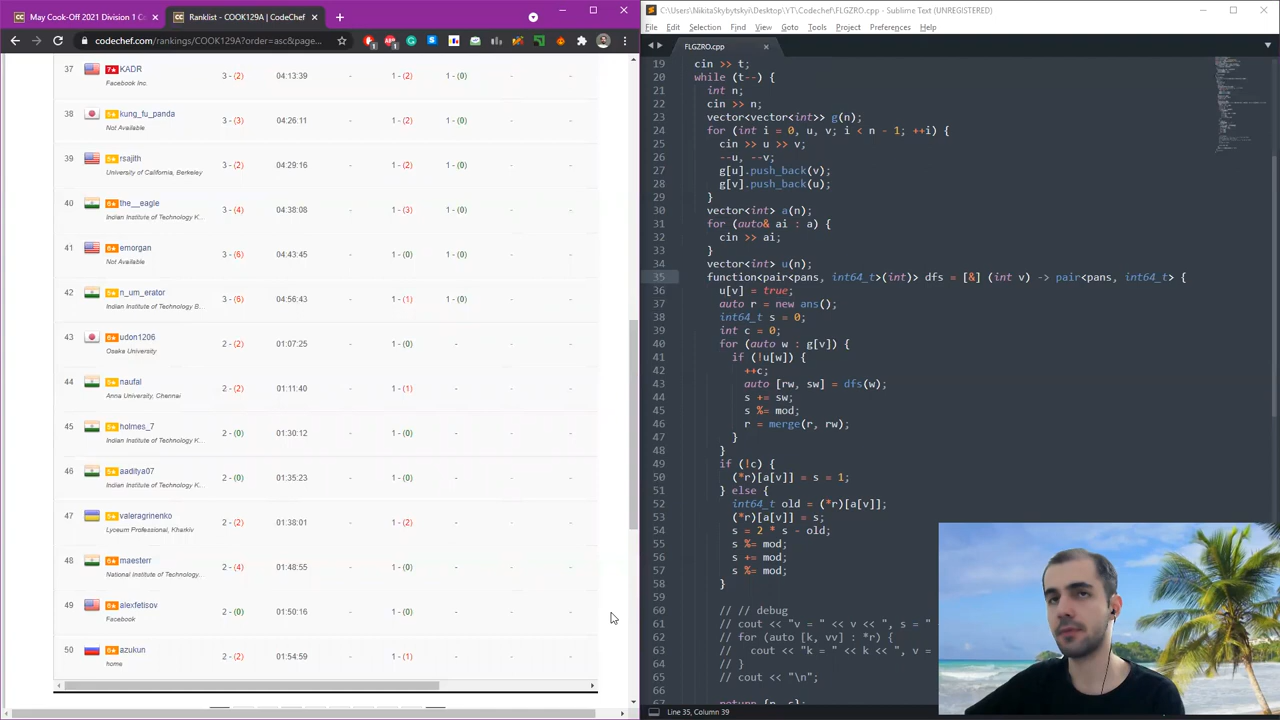 May Cook-Off 2021 Division 1 Co
Ranklist - COOK129A | CodeChef
codechef.com/rankings/COOK129A?order=asc&page...
37 7★ KADR 3 - (2) 04:13:39 - 1 - (2) 1 - (0) - -
Facebook Inc
38 kung_fu_panda 3 - (3) 04:26:11 - 1 - (2) 1 - (0) - -
Not Available
39 rsajith 3 - (2) 04:29:16 - 1 - (2) 1 - (0) - -
University of California, Berkeley
40 the__eagle 3 - (4) 04:38:08 - 1 - (3) 1 - (0) - -
Indian Institute of Technology K...
41 emorgan 3 - (6) 04:43:45 - 1 - (0) 1 - (0) - -
Not Available
42 n_um_erator 3 - (6) 04:56:43 - 1 - (1) 1 - (0) - -
Indian Institute of Technology B...
43 udon1206 2 - (2) 01:07:25 - 1 - (0) - - -
Osaka University
44 naufal 2 - (2) 01:11:40 - 1 - (1) - - -
Anna University, Chennai
45 holmes_7 2 - (0) 01:30:12 - 1 - (0) - - -
Indian Institute of Technology K...
46 aaditya07 2 - (0) 01:35:23 - 1 - (0) - - -
Indian Institute of Technology K...
47 valeragrinenko 2 - (2) 01:38:01 - 1 - (2) - - -
Lyceum Professional, Kharkiv
48 maesterr 2 - (4) 01:48:55 - 1 - (0) - - -
National Institute of Technology...
49 alexfetisov 2 - (0) 01:50:16 - 1 - (0) - - -
Facebook
50 azukun 2 - (2) 01:54:59 - 1 - (1) - - -
home
C:\Users\NikitaSkybytskyi\Desktop\YT\Codechef\FLGZRO.cpp - Sublime Text (UNREGISTERED)
File Edit Selection Find View Goto Tools Project Preferences Help
FLGZRO.cpp
19 cin >> t;
20 while (t--) {
21 int n;
22 cin >> n;
23 vector<vector<int>> g(n);
24 for (int i = 0, u, v; i < n - 1; ++i) {
25 cin >> u >> v;
26 --u, --v;
27 g[u].push_back(v);
28 g[v].push_back(u);
29 }
30 vector<int> a(n);
31 for (auto& ai : a) {
32 cin >> ai;
33 }
34 vector<int> u(n);
35 function<pair<pans, int64_t>(int)> dfs = [&] (int v) -> pair<pans, int64_t> {
36 u[v] = true;
37 auto r = new ans();
38 int64_t s = 0;
39 int c = 0;
40 for (auto w : g[v]) {
41 if (!u[w]) {
42 ++c;
43 auto [rw, sw] = dfs(w);
44 s += sw;
45 s %= mod;
46 r = merge(r, rw);
47 }
48 }
49 if (!c) {
50 (*r)[a[v]] = s = 1;
51 } else {
52 int64_t old = (*r)[a[v]];
53 (*r)[a[v]] = s;
54 s = 2 * s - old;
55 s %= mod;
56 s += mod;
57 s %= mod;
58 }
59
60 // // debug
61 // cout << "v = " << v << ", s = "
62 // for (auto [k, vv] : *r) {
63 // cout << "k = " << k << ", v =
64 // }
65 // cout << "\n";
66
67 return {r, s};
Line 35, Column 39